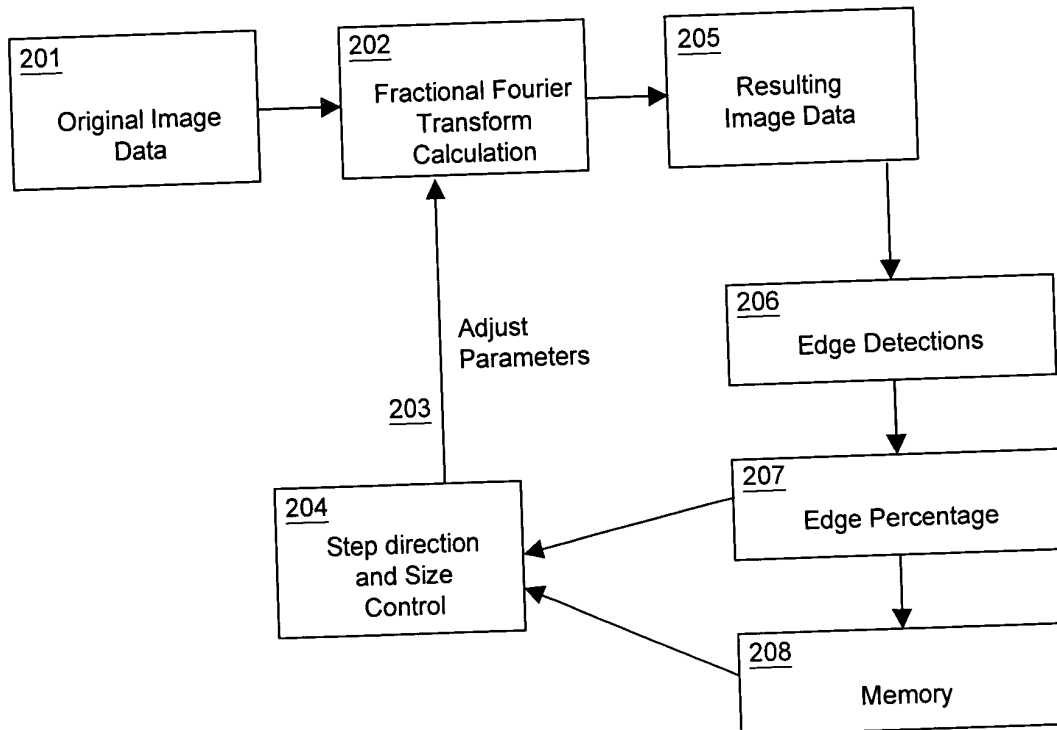 201
Original Image
Data
202
Fractional Fourier
Transform
Calculation
205
Resulting
Image Data
206
Edge Detections
Adjust
Parameters
203
207
Edge Percentage
204
Step direction
and Size
Control
208
Memory